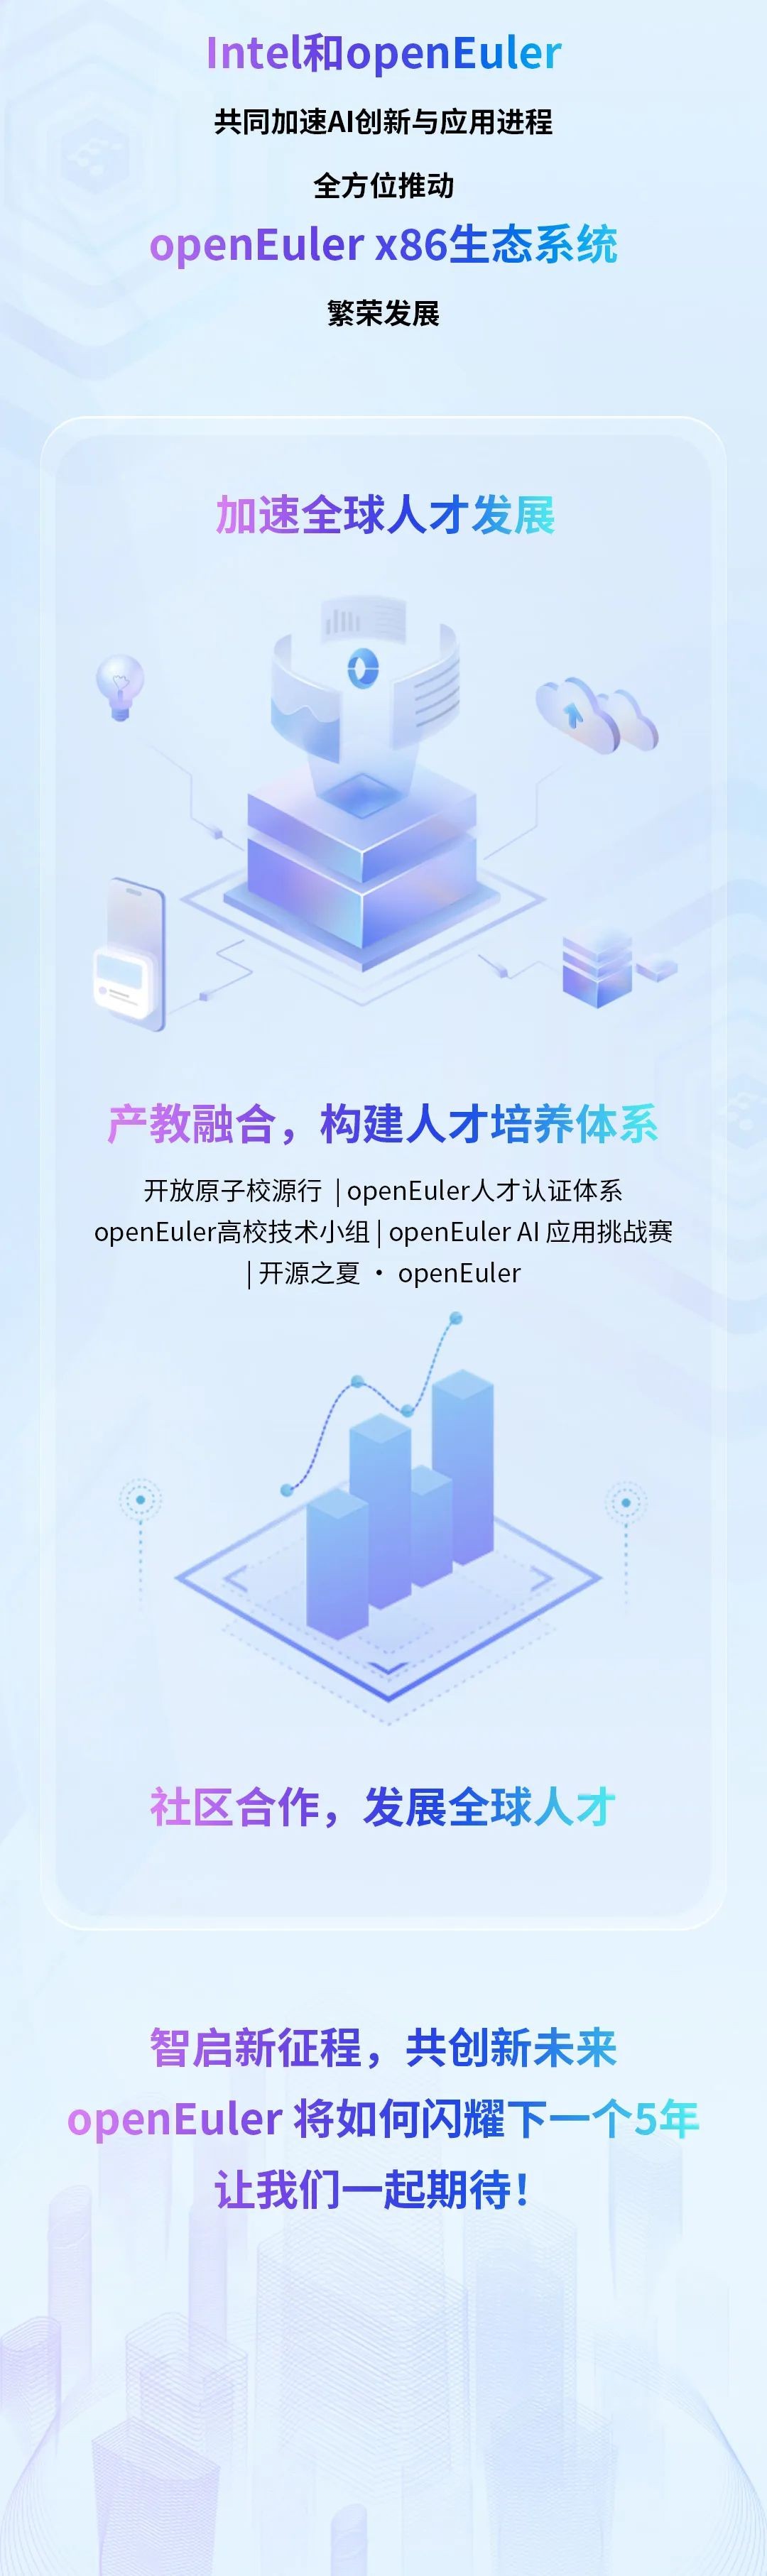 Intel和openEuler
共同加速AI创新与应用进程
全方位推动
openEuler x86生态系统
繁荣发展
加速全球人才发展
产教融合，构建人才培养体系
开放原子校源行 | openEuler人才认证体系
openEuler高校技术小组 | openEuler AI 应用挑战赛
| 开源之夏 · openEuler
社区合作，发展全球人才
智启新征程，共创新未来
openEuler 将如何闪耀下一个5年
让我们一起期待！